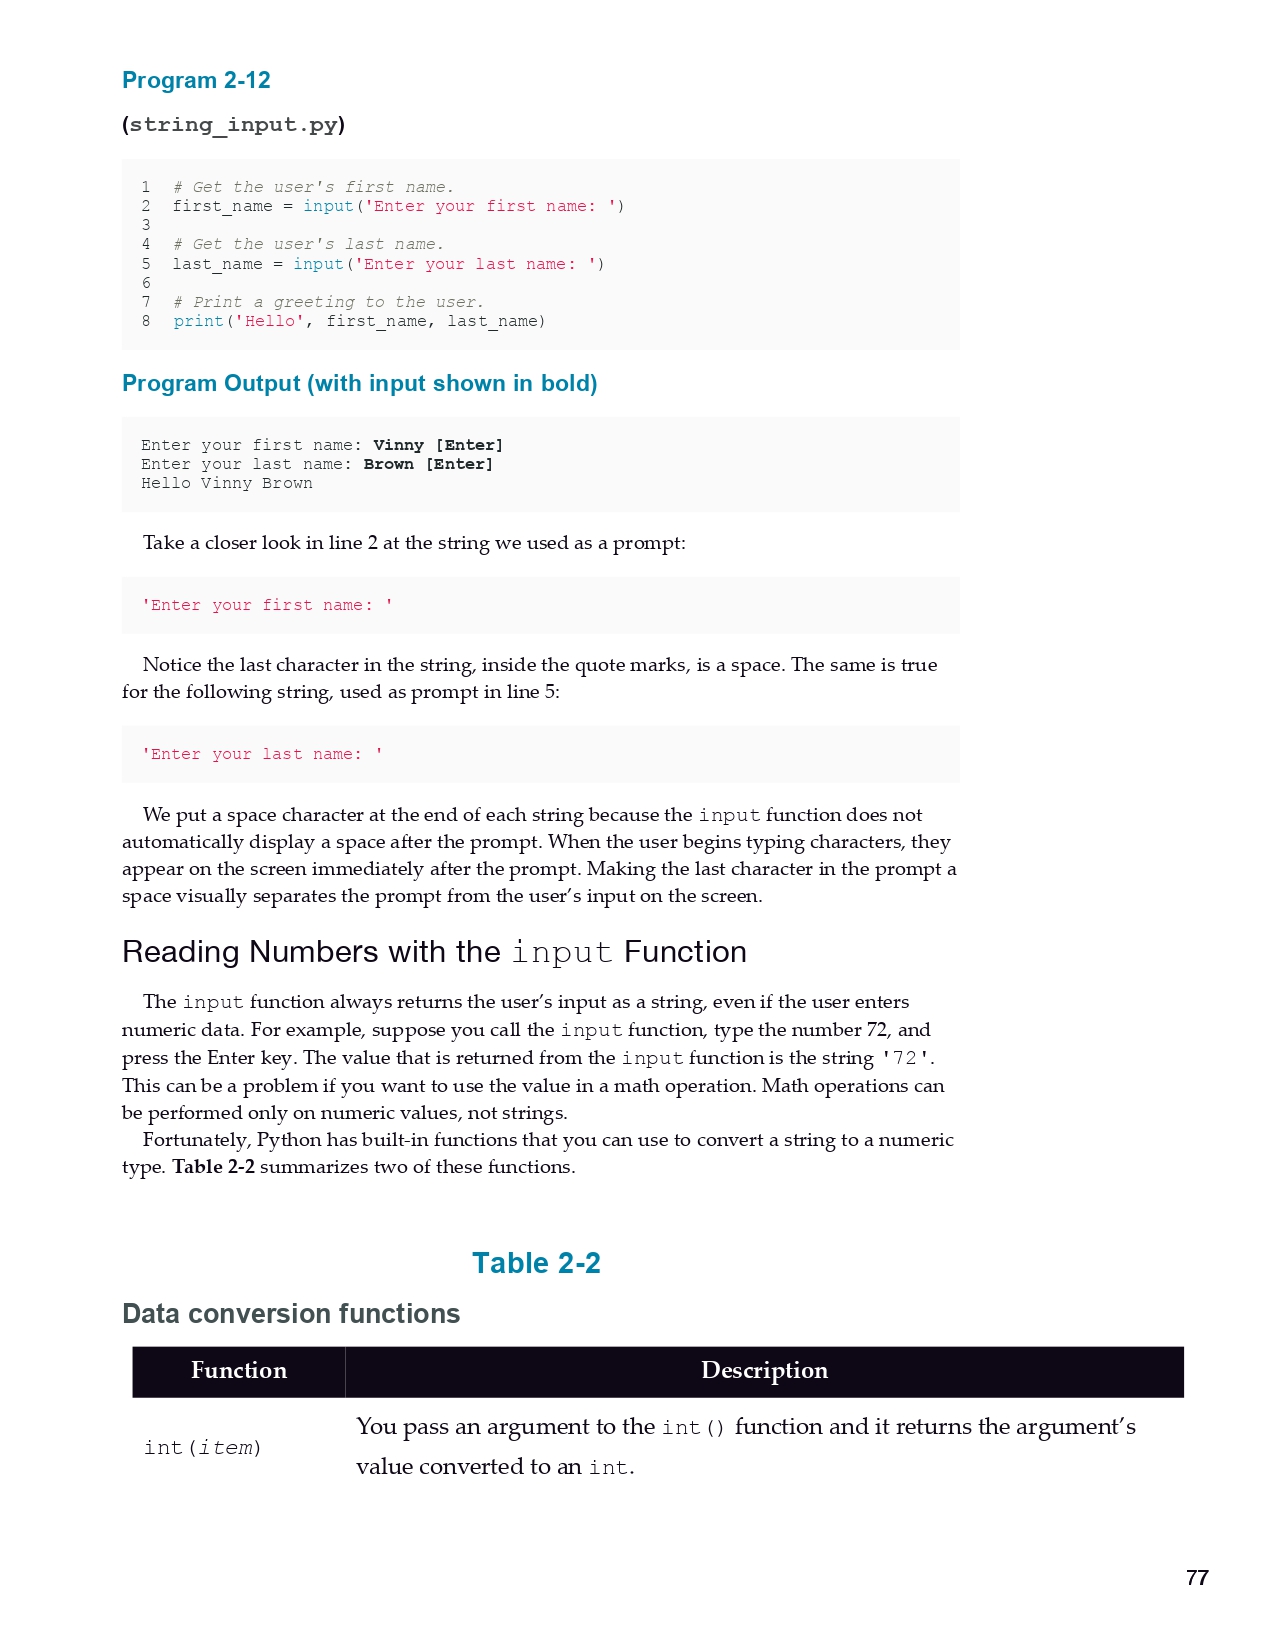 Program 2-12
(string_input.py)
1 # Get the user's first name.
2 first_name = input('Enter your first name: ')
3
4 # Get the user's last name.
5 last_name = input('Enter your last name: ')
6
7 # Print a greeting to the user.
8 print('Hello', first_name, last_name)
Program Output (with input shown in bold)
Enter your first name: Vinny [Enter]
Enter your last name: Brown [Enter]
Hello Vinny Brown
Take a closer look in line 2 at the string we used as a prompt:
'Enter your first name: '
Notice the last character in the string, inside the quote marks, is a space. The same is true
for the following string, used as prompt in line 5:
'Enter your last name: '
We put a space character at the end of each string because the input function does not
automatically display a space after the prompt. When the user begins typing characters, they
appear on the screen immediately after the prompt. Making the last character in the prompt a
space visually separates the prompt from the user’s input on the screen.
Reading Numbers with the input Function
The input function always returns the user’s input as a string, even if the user enters
numeric data. For example, suppose you call the input function, type the number 72, and
press the Enter key. The value that is returned from the input function is the string '72'.
This can be a problem if you want to use the value in a math operation. Math operations can
be performed only on numeric values, not strings.
Fortunately, Python has built-in functions that you can use to convert a string to a numeric
type. Table 2-2 summarizes two of these functions.
Table 2-2
Data conversion functions
Function Description
int(item) You pass an argument to the int() function and it returns the argument’s
value converted to an int.
77